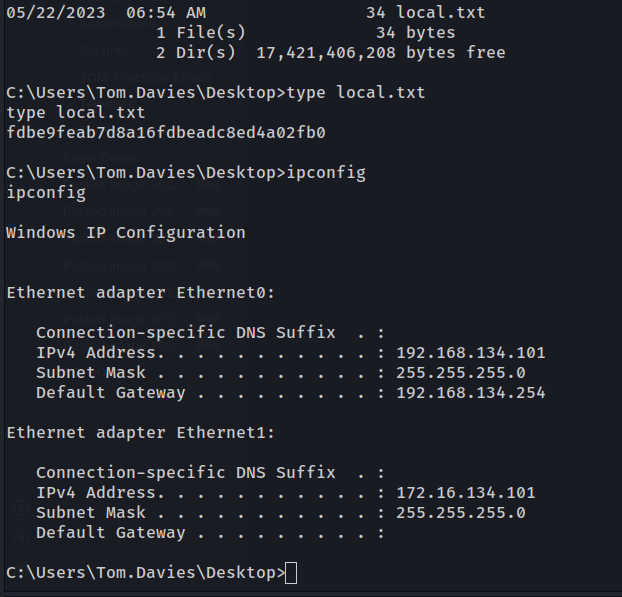 05/22/2023  06:54 AM                34 local.txt
               1 File(s)             34 bytes
               2 Dir(s)  17,421,406,208 bytes free
C:\Users\Tom.Davies\Desktop>type local.txt
type local.txt
fdbe9feab7d8a16fdbeadc8ed4a02fb0
C:\Users\Tom.Davies\Desktop>ipconfig
ipconfig
Windows IP Configuration
Ethernet adapter Ethernet0:
   Connection-specific DNS Suffix  . :
   IPv4 Address. . . . . . . . . . . : 192.168.134.101
   Subnet Mask . . . . . . . . . . . : 255.255.255.0
   Default Gateway . . . . . . . . . : 192.168.134.254
Ethernet adapter Ethernet1:
   Connection-specific DNS Suffix  . :
   IPv4 Address. . . . . . . . . . . : 172.16.134.101
   Subnet Mask . . . . . . . . . . . : 255.255.255.0
   Default Gateway . . . . . . . . . :
C:\Users\Tom.Davies\Desktop>